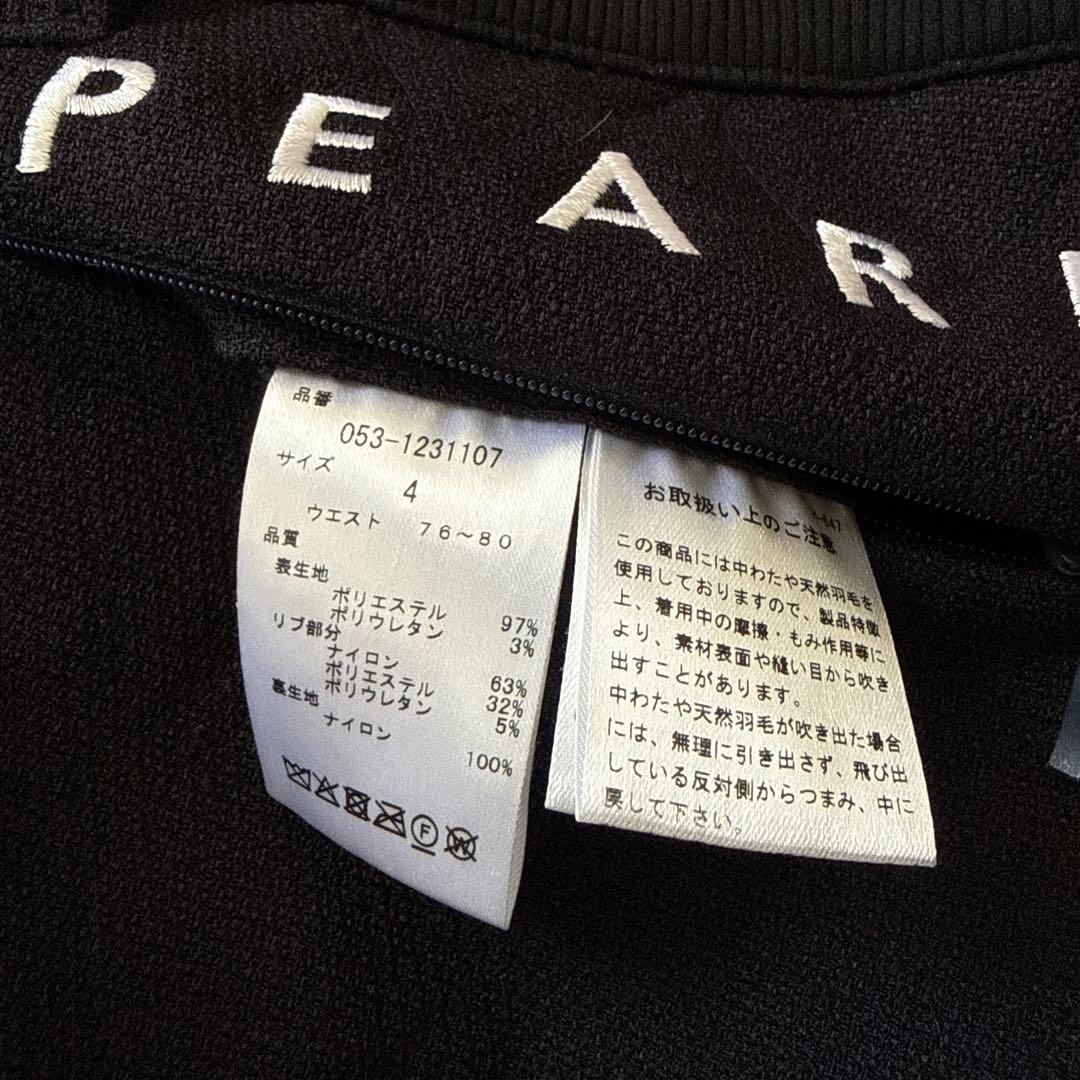 PEAR
品番
053-1231107
サイズ
4
ウエスト 76～80
品質
表生地
ポリエステル 97%
ポリウレタン 3%
リブ部分
ナイロン 63%
ポリエステル 32%
ポリウレタン 5%
裏生地
ナイロン 100%
F
W
お取扱い上のご注意
この商品には中わたや天然羽毛を
使用しておりますので、製品特徴
上、着用中の摩擦・もみ作用等に
より、素材表面や縫い目から吹き
出すことがあります。
中わたや天然羽毛が吹き出た場合
には、無理に引き出さず、飛び出
している反対側からつまみ、中に
戻して下さい。